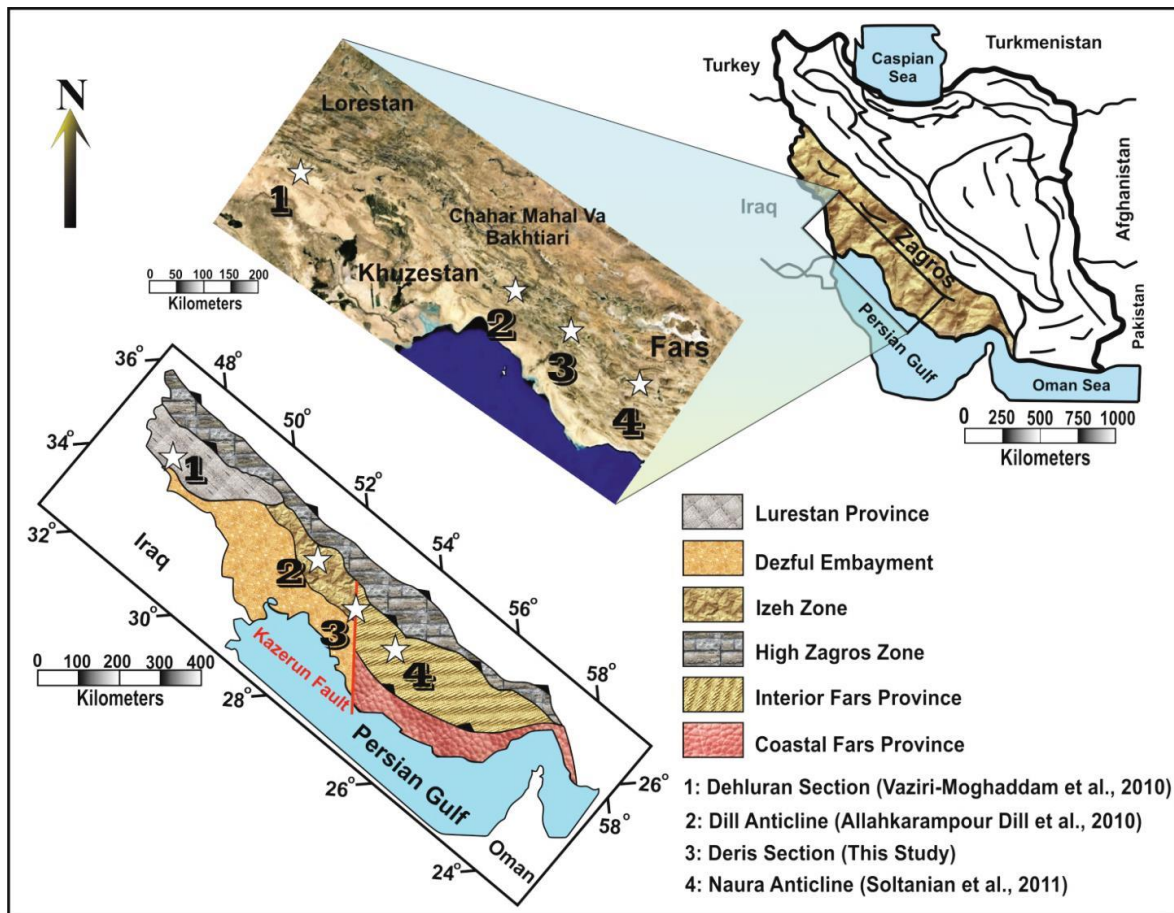 N
Lorestan
1
Chahar Mahal Va
Bakhtiari
Khuzestan
2
3
Fars
4
0 50 100 150 200
Kilometers
Turkey
Caspian
Sea
Turkmenistan
Iraq
Afghanistan
Zagros
Persian Gulf
Pakistan
Oman Sea
0 250 500 750 1000
Kilometers
36°
48°
34°
50°
1
32°
52°
Iraq
54°
2
30°
56°
3
Kazerun Fault
4
58°
0 100 200 300 400
Kilometers
28°
Persian Gulf
26°
26°
58°
Oman
24°
Lurestan Province
Dezful Embayment
Izeh Zone
High Zagros Zone
Interior Fars Province
Coastal Fars Province
1: Dehluran Section (Vaziri-Moghaddam et al., 2010)
2: Dill Anticline (Allahkarampour Dill et al., 2010)
3: Deris Section (This Study)
4: Naura Anticline (Soltanian et al., 2011)